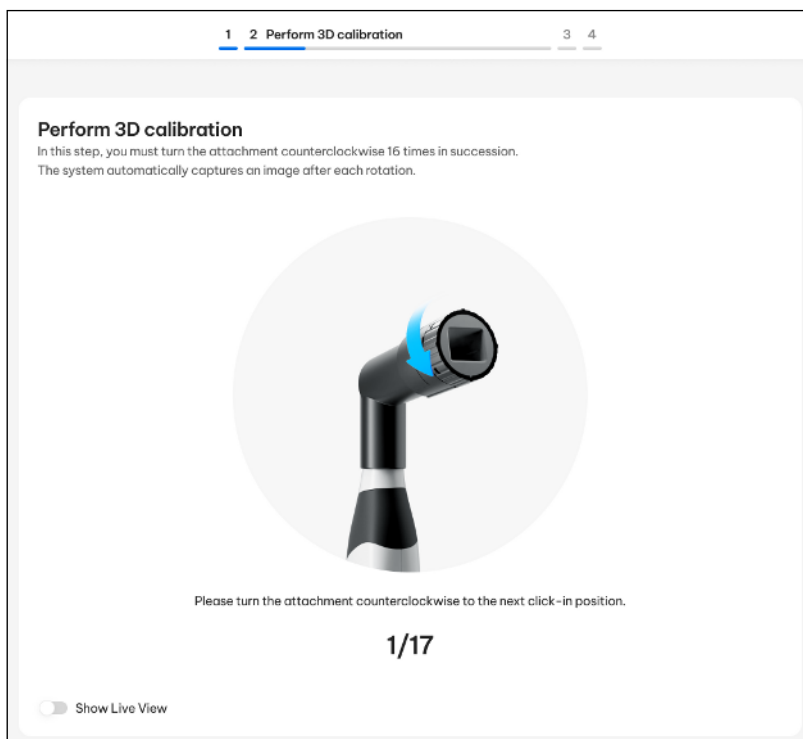 1 2 Perform 3D calibration 3 4
Perform 3D calibration
In this step, you must turn the attachment counterclockwise 16 times in succession.
The system automatically captures an image after each rotation.
Please turn the attachment counterclockwise to the next click-in position.
1/17
Show Live View